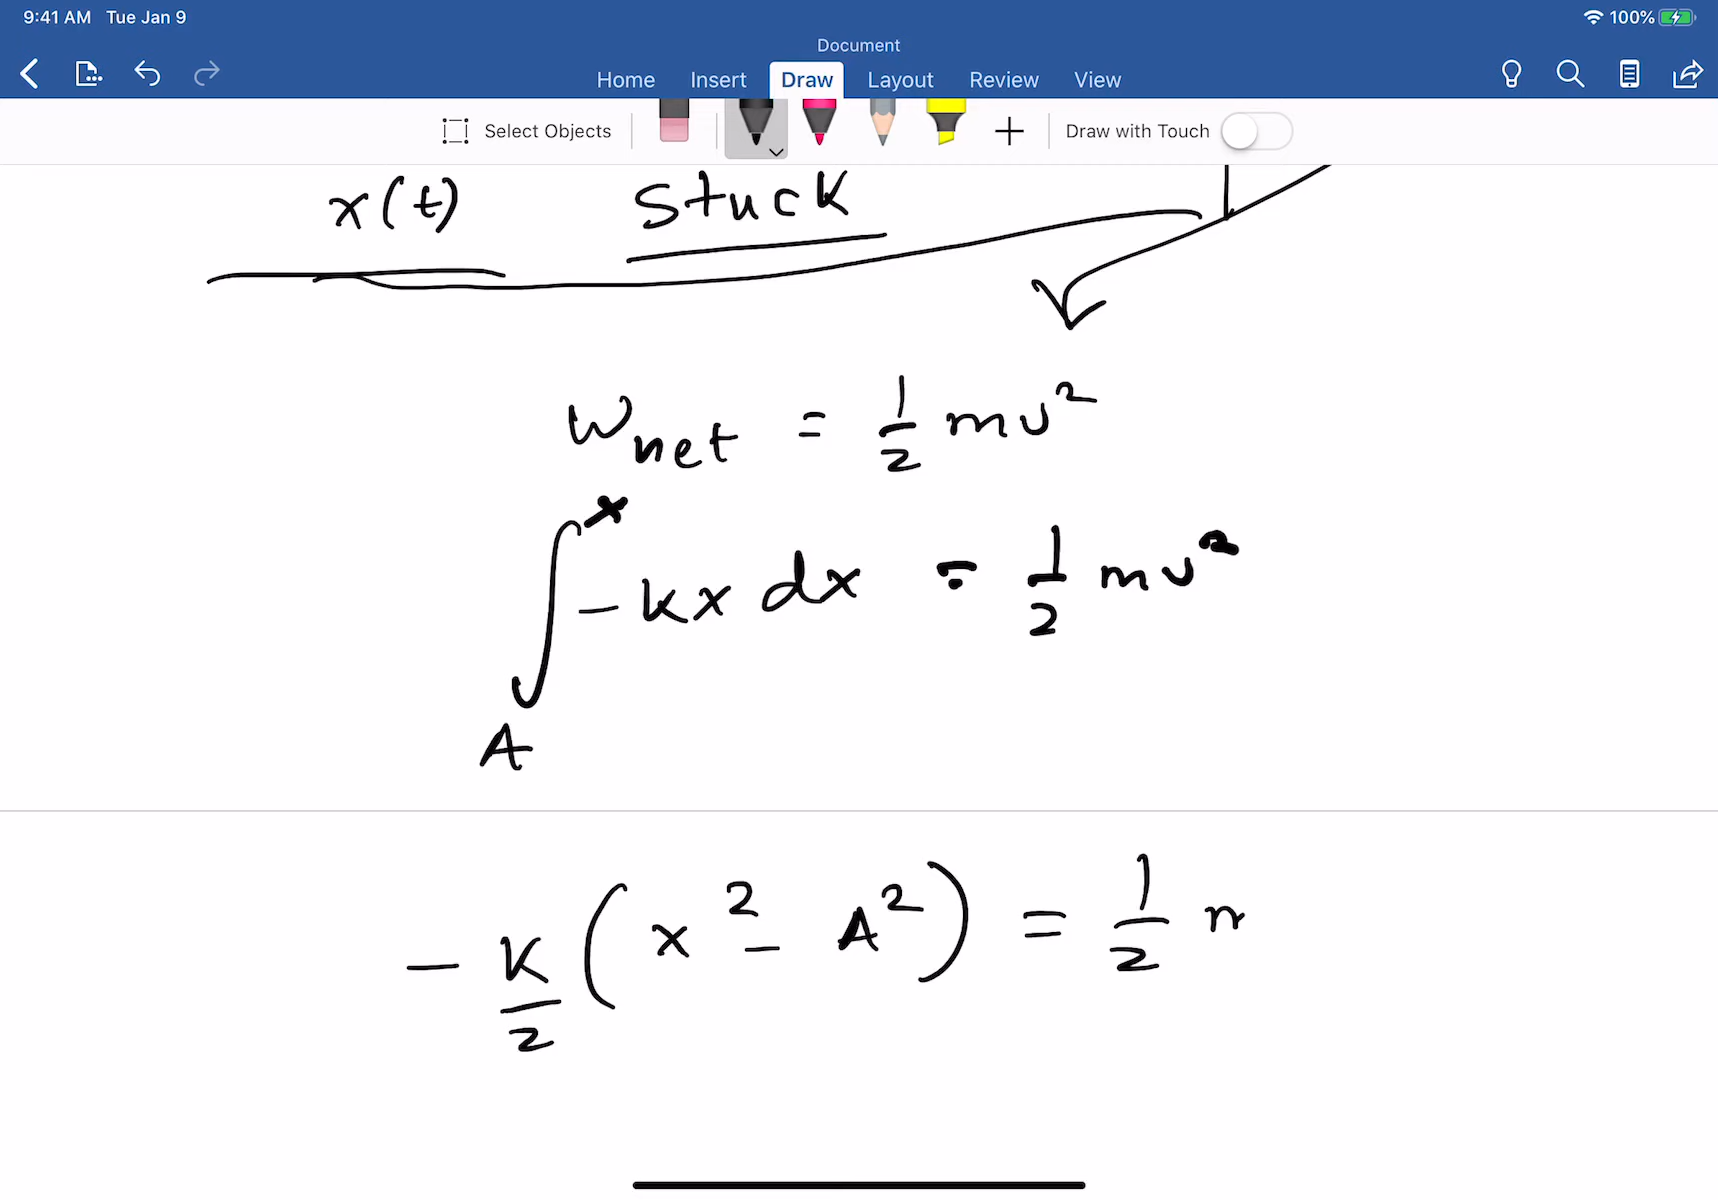 9:41 AM Tue Jan 9 100%
Document
Home Insert Draw Layout Review View
Select Objects Draw with Touch
x(t) Stuck
Wnet = 1/2 mv²
∫_A^x -kx dx = 1/2 mv²
- k/2 (x² - A²) = 1/2 m